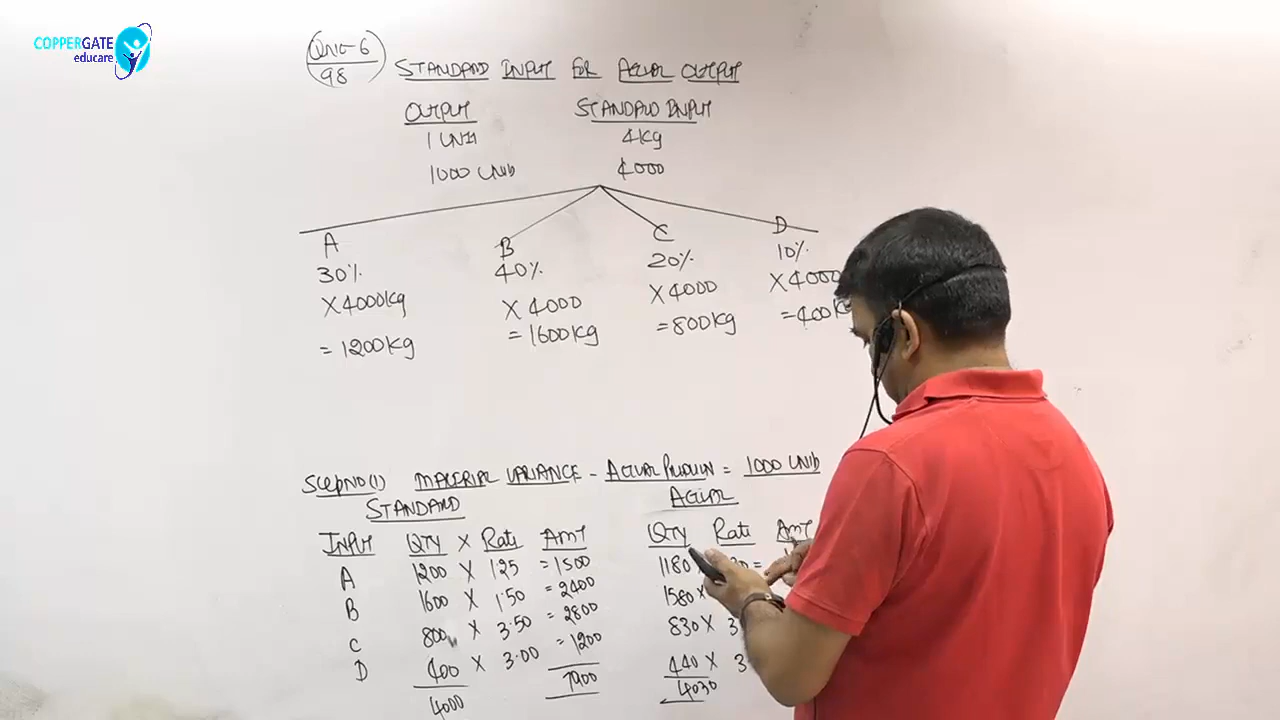 COPPERGATE
educare
QNO-6
98
STANDARD INPUT FOR ACTUAL OUTPUT
OUTPUT STANDARD INPUT
1 UNIT 4kg
1000 UNIT 4000
A B C D
30% 40% 20% 10%
X 4000kg X 4000 X 4000 X 4000
= 1200kg = 1600kg = 800kg = 400k
STEP NO (1) MATERIAL VARIANCE - ACTUAL = 1000 UNIT
STANDARD ACTUAL
INPUT QTY X Rate AMT QTY Rate AMT
A 1200 X 1.25 = 1500 1180
B 1600 X 1.50 = 2400 1580 X
C 800 X 3.50 = 2800 830 X 3
D 400 X 3.00 = 1200 440 X 3
4000 7900 4030